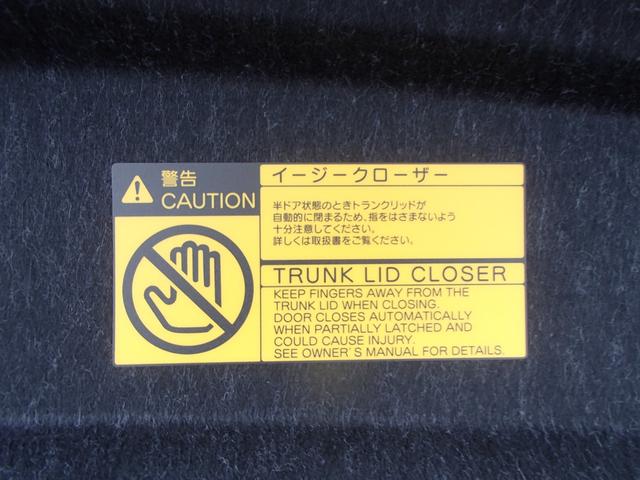 警告
CAUTION
イージークローザー
半ドア状態のときトランクリッドが
自動的に閉まるため、指をはさまないよう
十分注意してください。
詳しくは取扱書をご覧ください。
TRUNK LID CLOSER
KEEP FINGERS AWAY FROM THE
TRUNK LID WHEN CLOSING.
DOOR CLOSES AUTOMATICALLY
WHEN PARTIALLY LATCHED AND
COULD CAUSE INJURY.
SEE OWNER'S MANUAL FOR DETAILS.